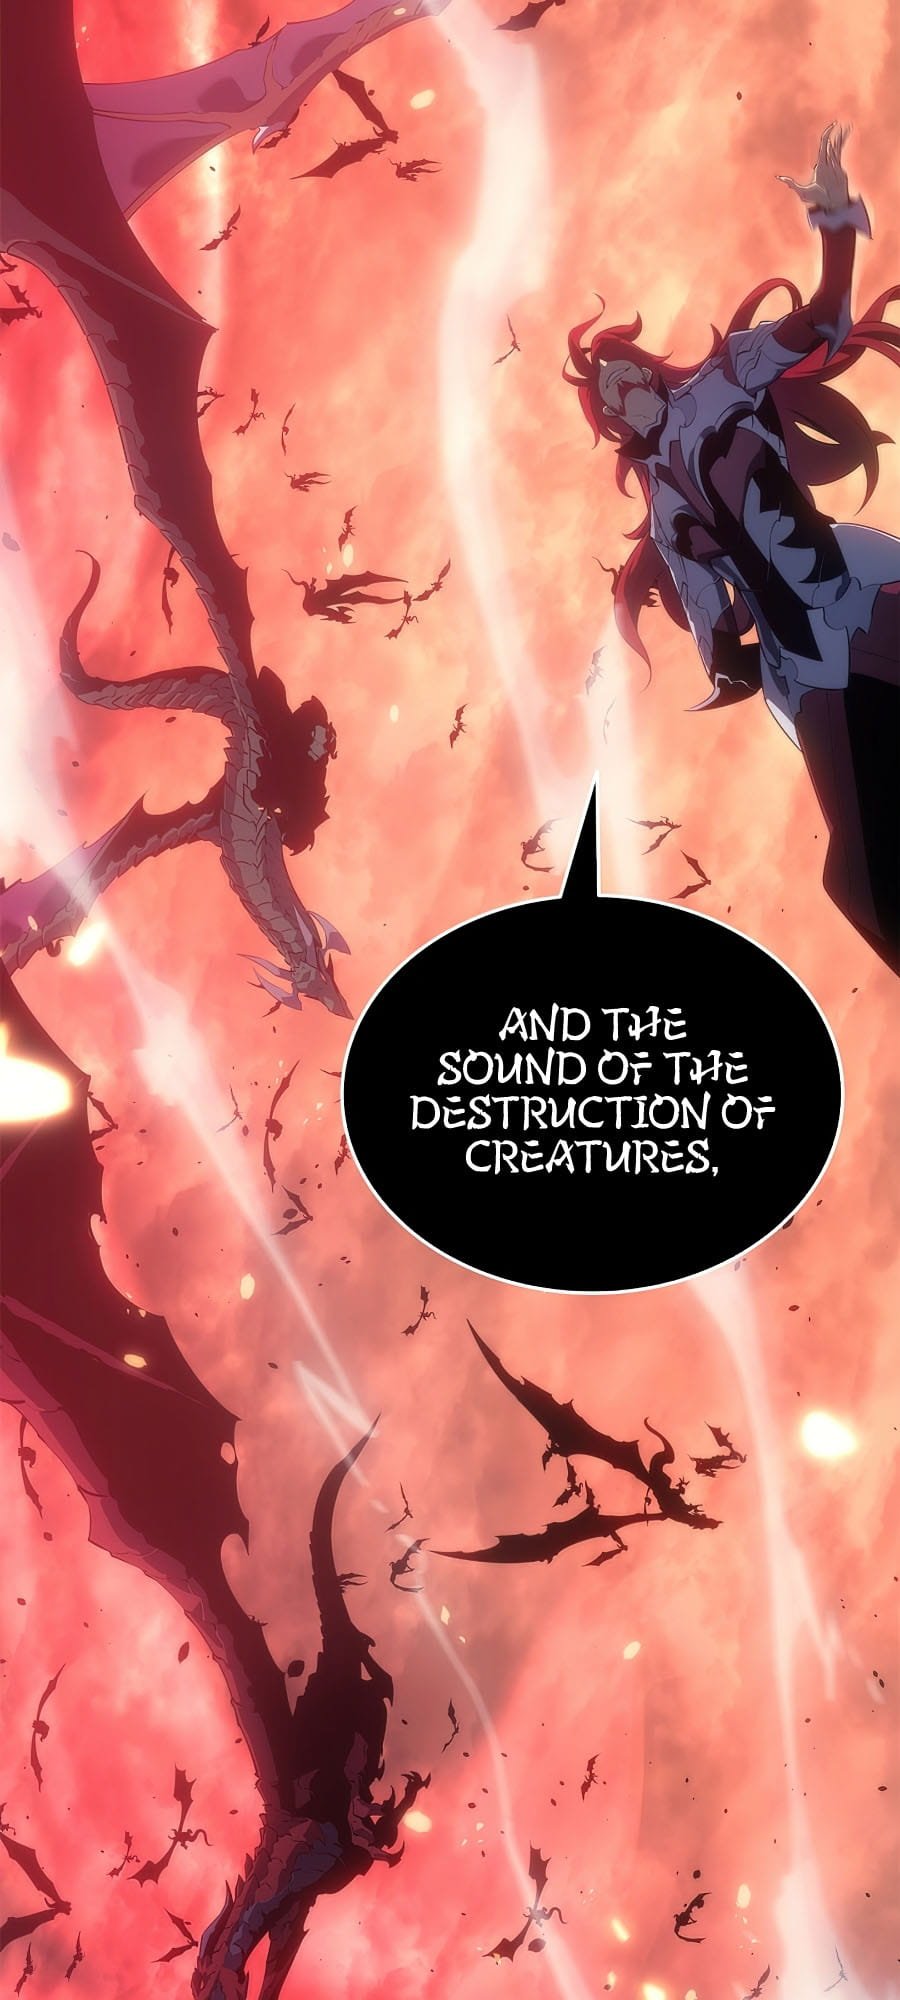 AND THE
SOUND OF THE
DESTRUCTION OF
CREATURES,